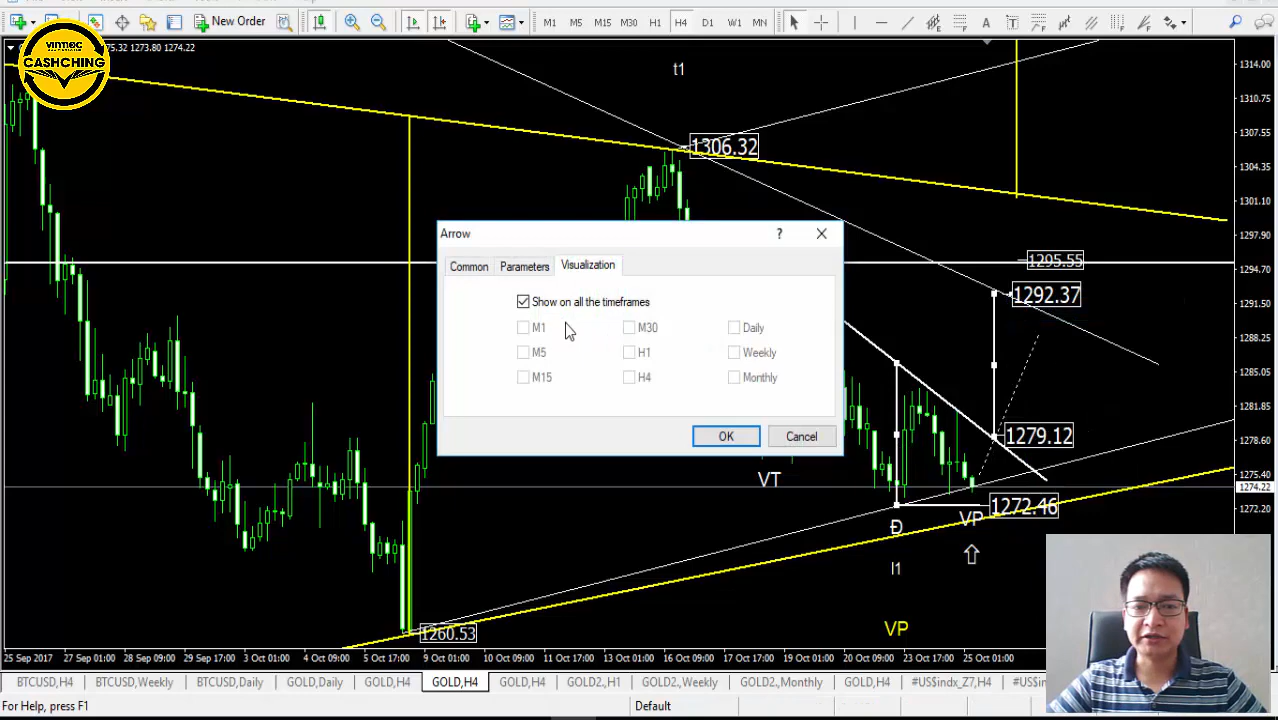 New Order
M1 M5 M15 M30 H1 H4 D1 W1 MN
VINTEC
CASHCHING
75.32 1273.80 1274.22
t1
1306.32
1295.55
1292.37
1279.12
1272.46
1260.53
VT
Đ
VP
I1
VP
Arrow
Common Parameters Visualization
Show on all the timeframes
M1 M30 Daily
M5 H1 Weekly
M15 H4 Monthly
OK Cancel
1314.00
1310.75
1307.55
1304.35
1301.10
1297.90
1294.70
1291.50
1288.25
1285.05
1281.85
1278.60
1275.40
1274.22
1272.20
25 Sep 2017 27 Sep 01:00 28 Sep 09:00 29 Sep 17:00 3 Oct 01:00 4 Oct 09:00 5 Oct 17:00 9 Oct 01:00 10 Oct 09:00 11 Oct 17:00 13 Oct 01:00 16 Oct 09:00 17 Oct 17:00 19 Oct 01:00 20 Oct 09:00 23 Oct 17:00 25 Oct 01:00
BTCUSD,H4 BTCUSD,Weekly BTCUSD,Daily GOLD,Daily GOLD,H4 GOLD,H4 GOLD,H4 GOLD2.,H1 GOLD2.,Weekly GOLD2.,Monthly GOLD,H4 #US$indx_Z7,H4 #US$in
For Help, press F1 Default